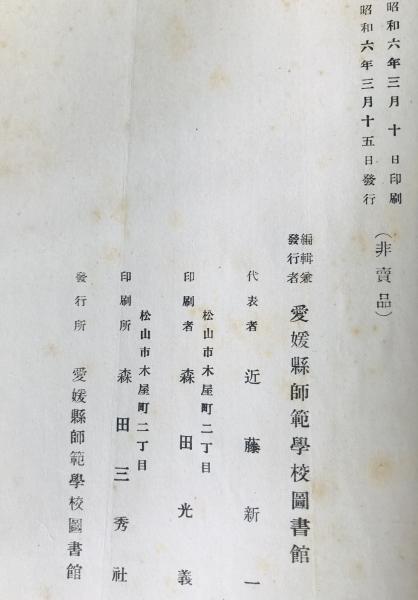 昭和六年三月十日印刷
昭和六年三月十五日發行
(非賣品)
編輯兼
發行者 愛媛縣師範學校圖書館
代表者 近藤新一
松山市木屋町二丁目
印刷者 森田光義
松山市木屋町二丁目
印刷所 森田三秀社
發行所 愛媛縣師範學校圖書館